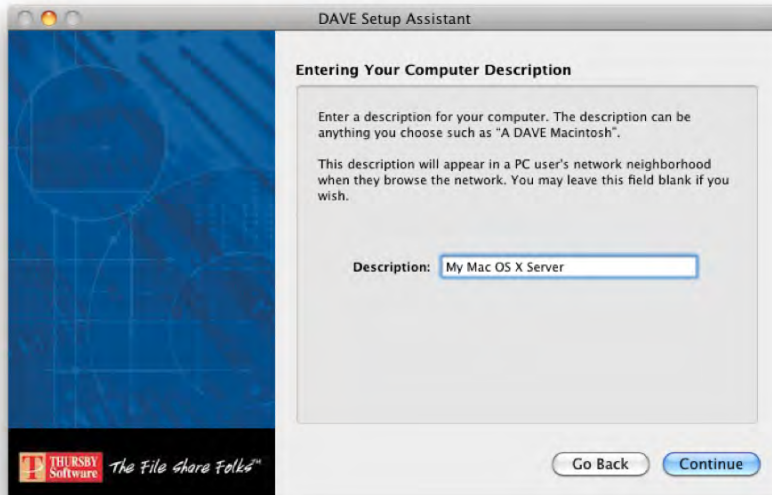 DAVE Setup Assistant
Entering Your Computer Description
Enter a description for your computer. The description can be
anything you choose such as “A DAVE Macintosh”.
This description will appear in a PC user's network neighborhood
when they browse the network. You may leave this field blank if you
wish.
Description: My Mac OS X Server
THURSBY
Software
The File Share Folks™
Go Back
Continue